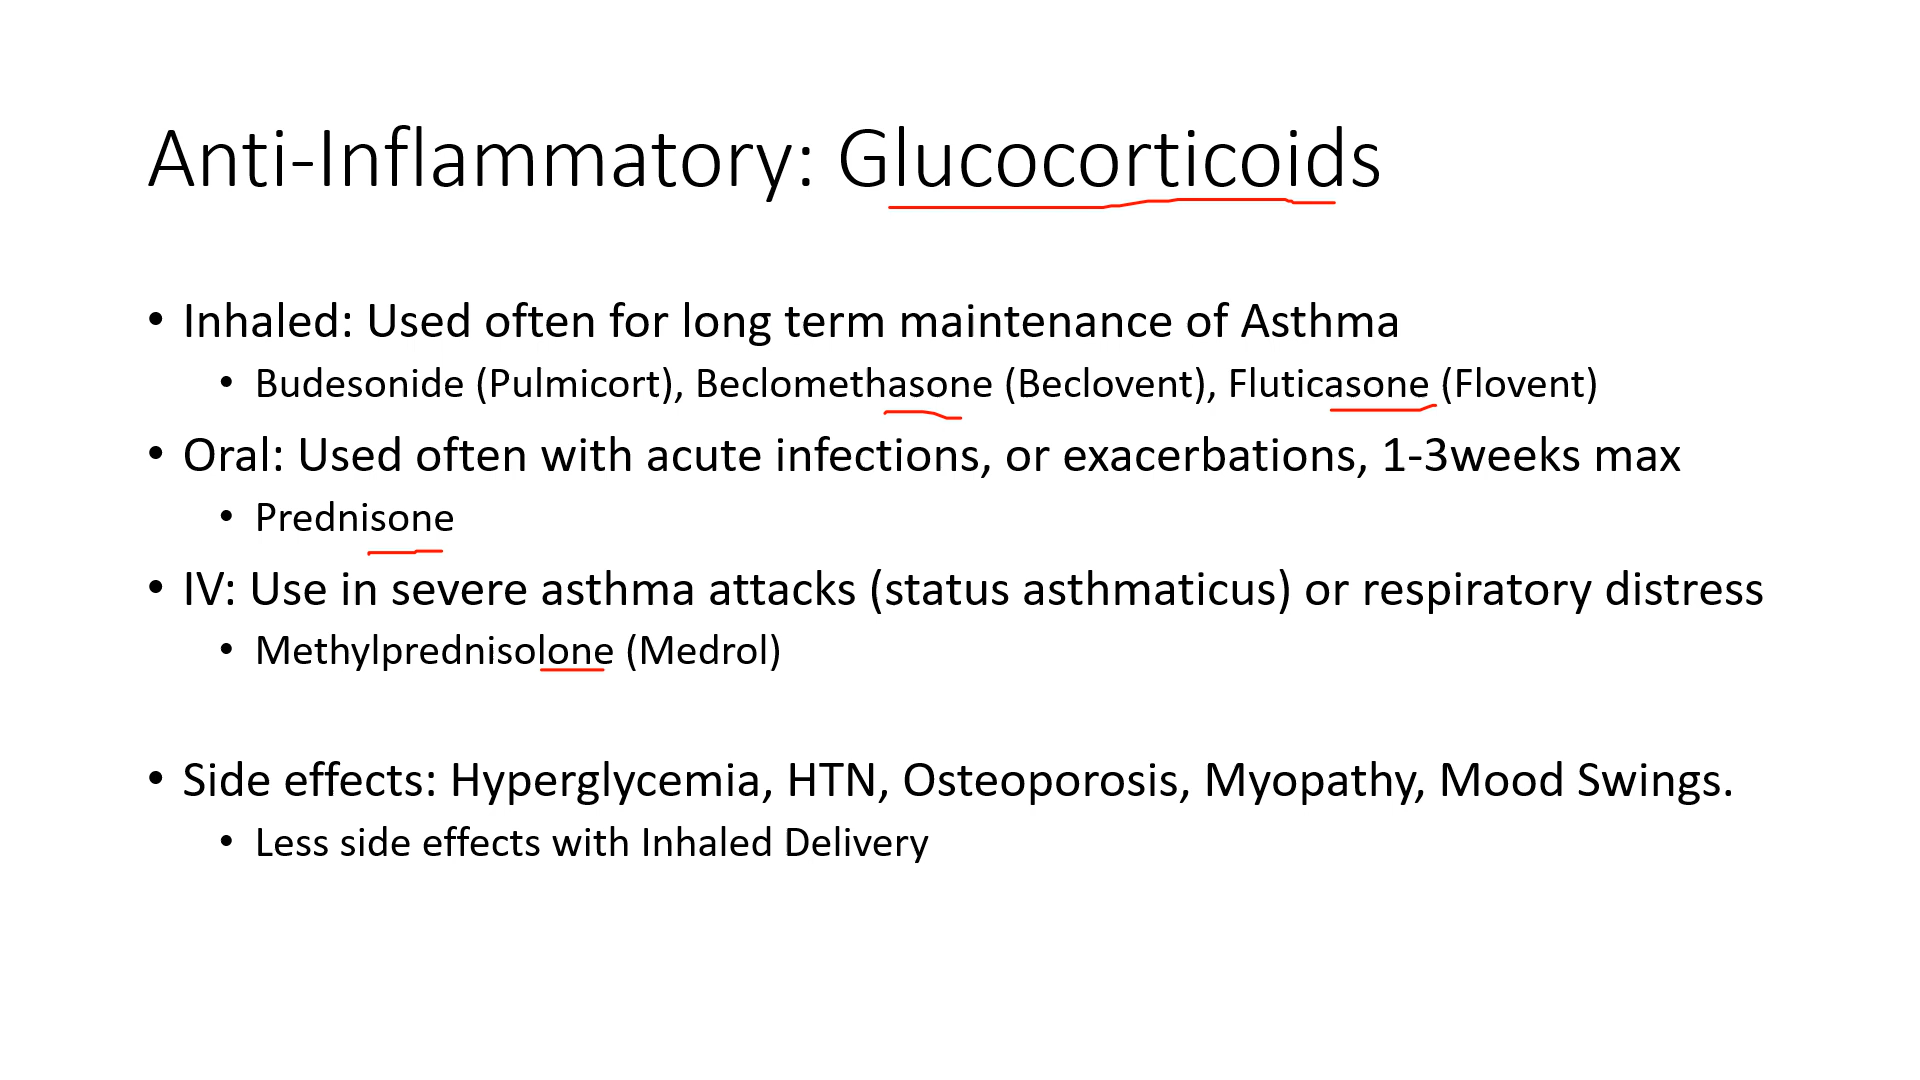 Anti-Inflammatory: Glucocorticoids
• Inhaled: Used often for long term maintenance of Asthma
• Budesonide (Pulmicort), Beclomethasone (Beclovent), Fluticasone (Flovent)
• Oral: Used often with acute infections, or exacerbations, 1-3weeks max
• Prednisone
• IV: Use in severe asthma attacks (status asthmaticus) or respiratory distress
• Methylprednisolone (Medrol)
• Side effects: Hyperglycemia, HTN, Osteoporosis, Myopathy, Mood Swings.
• Less side effects with Inhaled Delivery